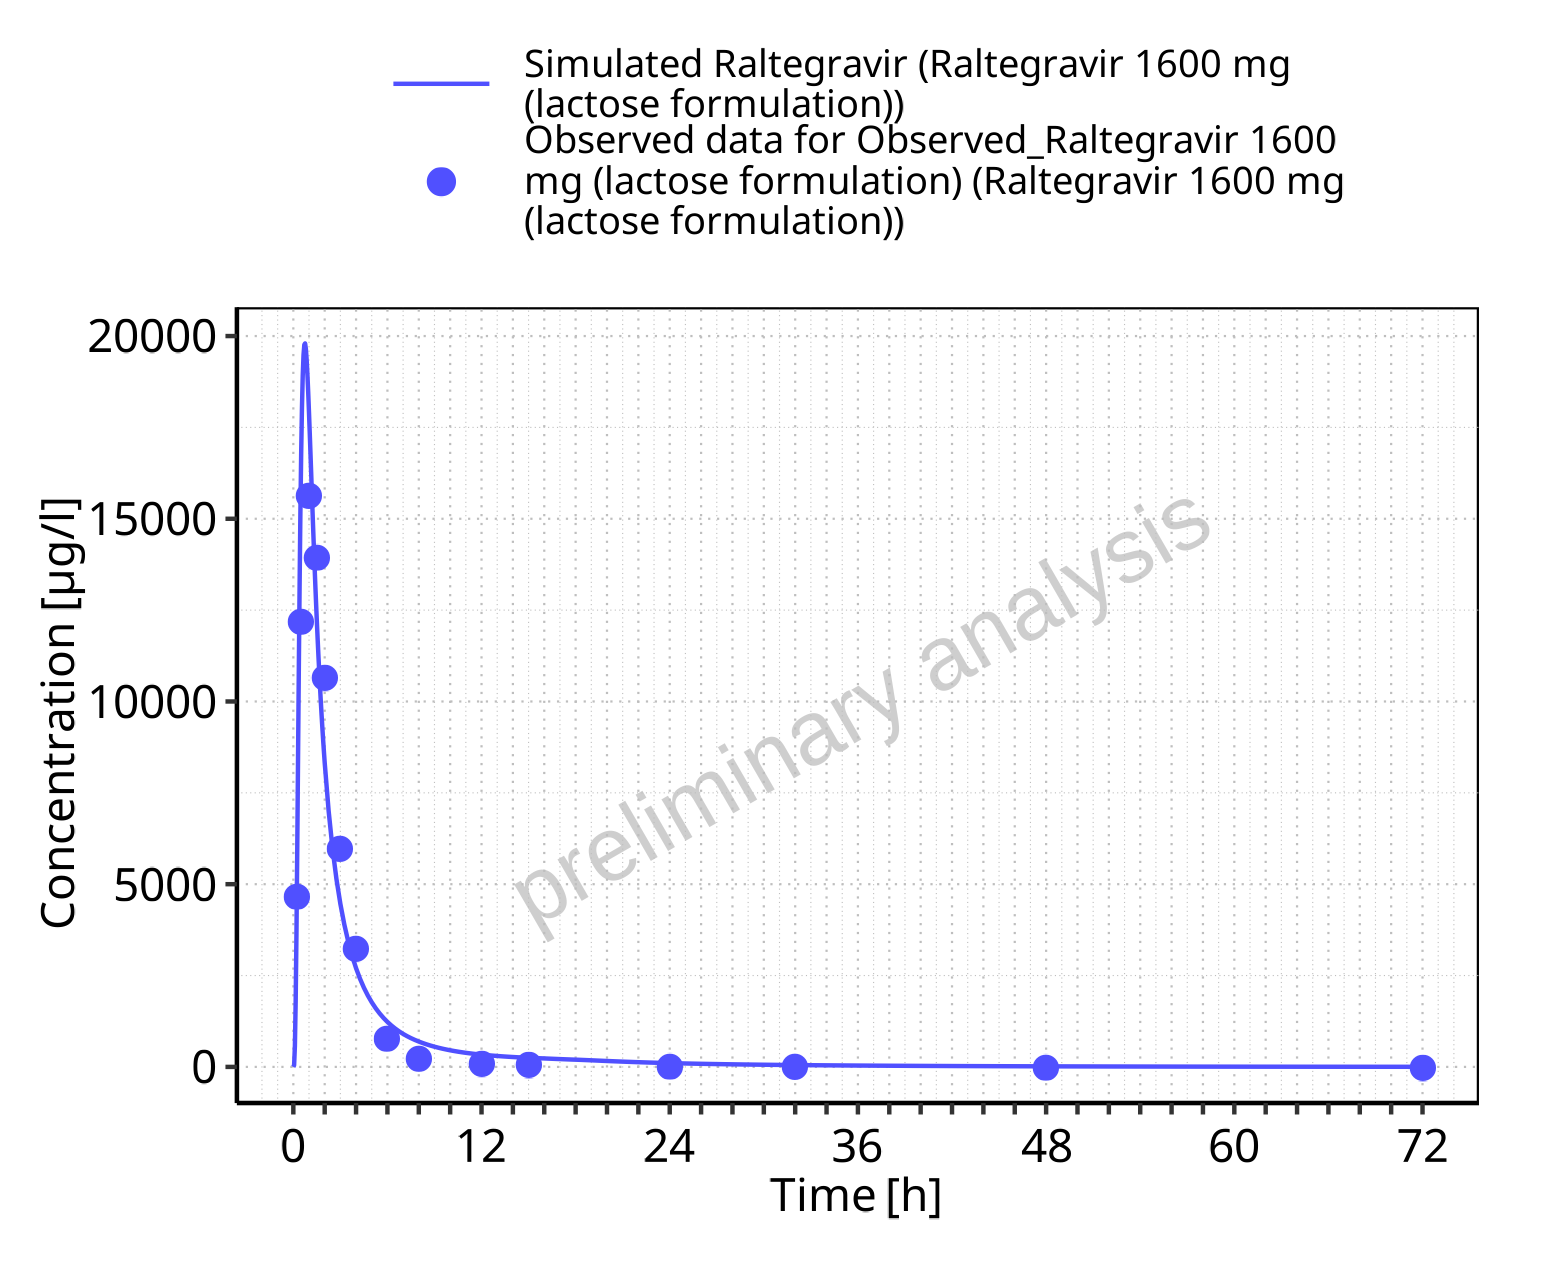 Simulated Raltegravir (Raltegravir 1600 mg
(lactose formulation))
Observed data for Observed_Raltegravir 1600
mg (lactose formulation) (Raltegravir 1600 mg
(lactose formulation))
20000
15000
10000
5000
0
Concentration [µg/l]
preliminary analysis
0 12 24 36 48 60 72
Time [h]